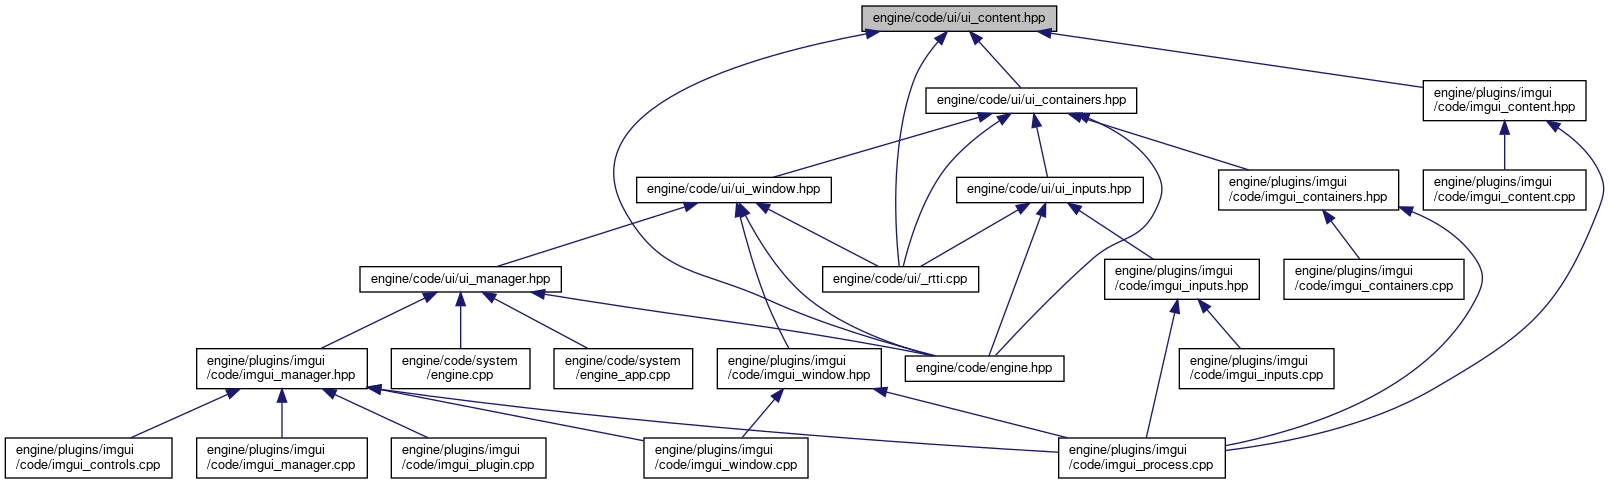 engine/code/ui/ui_content.hpp
engine/code/ui/ui_containers.hpp
engine/plugins/imgui
/code/imgui_content.hpp
engine/code/ui/ui_window.hpp
engine/code/ui/ui_inputs.hpp
engine/plugins/imgui
/code/imgui_containers.hpp
engine/plugins/imgui
/code/imgui_content.cpp
engine/code/ui/ui_manager.hpp
engine/code/ui/_rtti.cpp
engine/plugins/imgui
/code/imgui_inputs.hpp
engine/plugins/imgui
/code/imgui_containers.cpp
engine/plugins/imgui
/code/imgui_manager.hpp
engine/code/system
/engine.cpp
engine/code/system
/engine_app.cpp
engine/plugins/imgui
/code/imgui_window.hpp
engine/code/engine.hpp
engine/plugins/imgui
/code/imgui_inputs.cpp
engine/plugins/imgui
/code/imgui_controls.cpp
engine/plugins/imgui
/code/imgui_manager.cpp
engine/plugins/imgui
/code/imgui_plugin.cpp
engine/plugins/imgui
/code/imgui_window.cpp
engine/plugins/imgui
/code/imgui_process.cpp